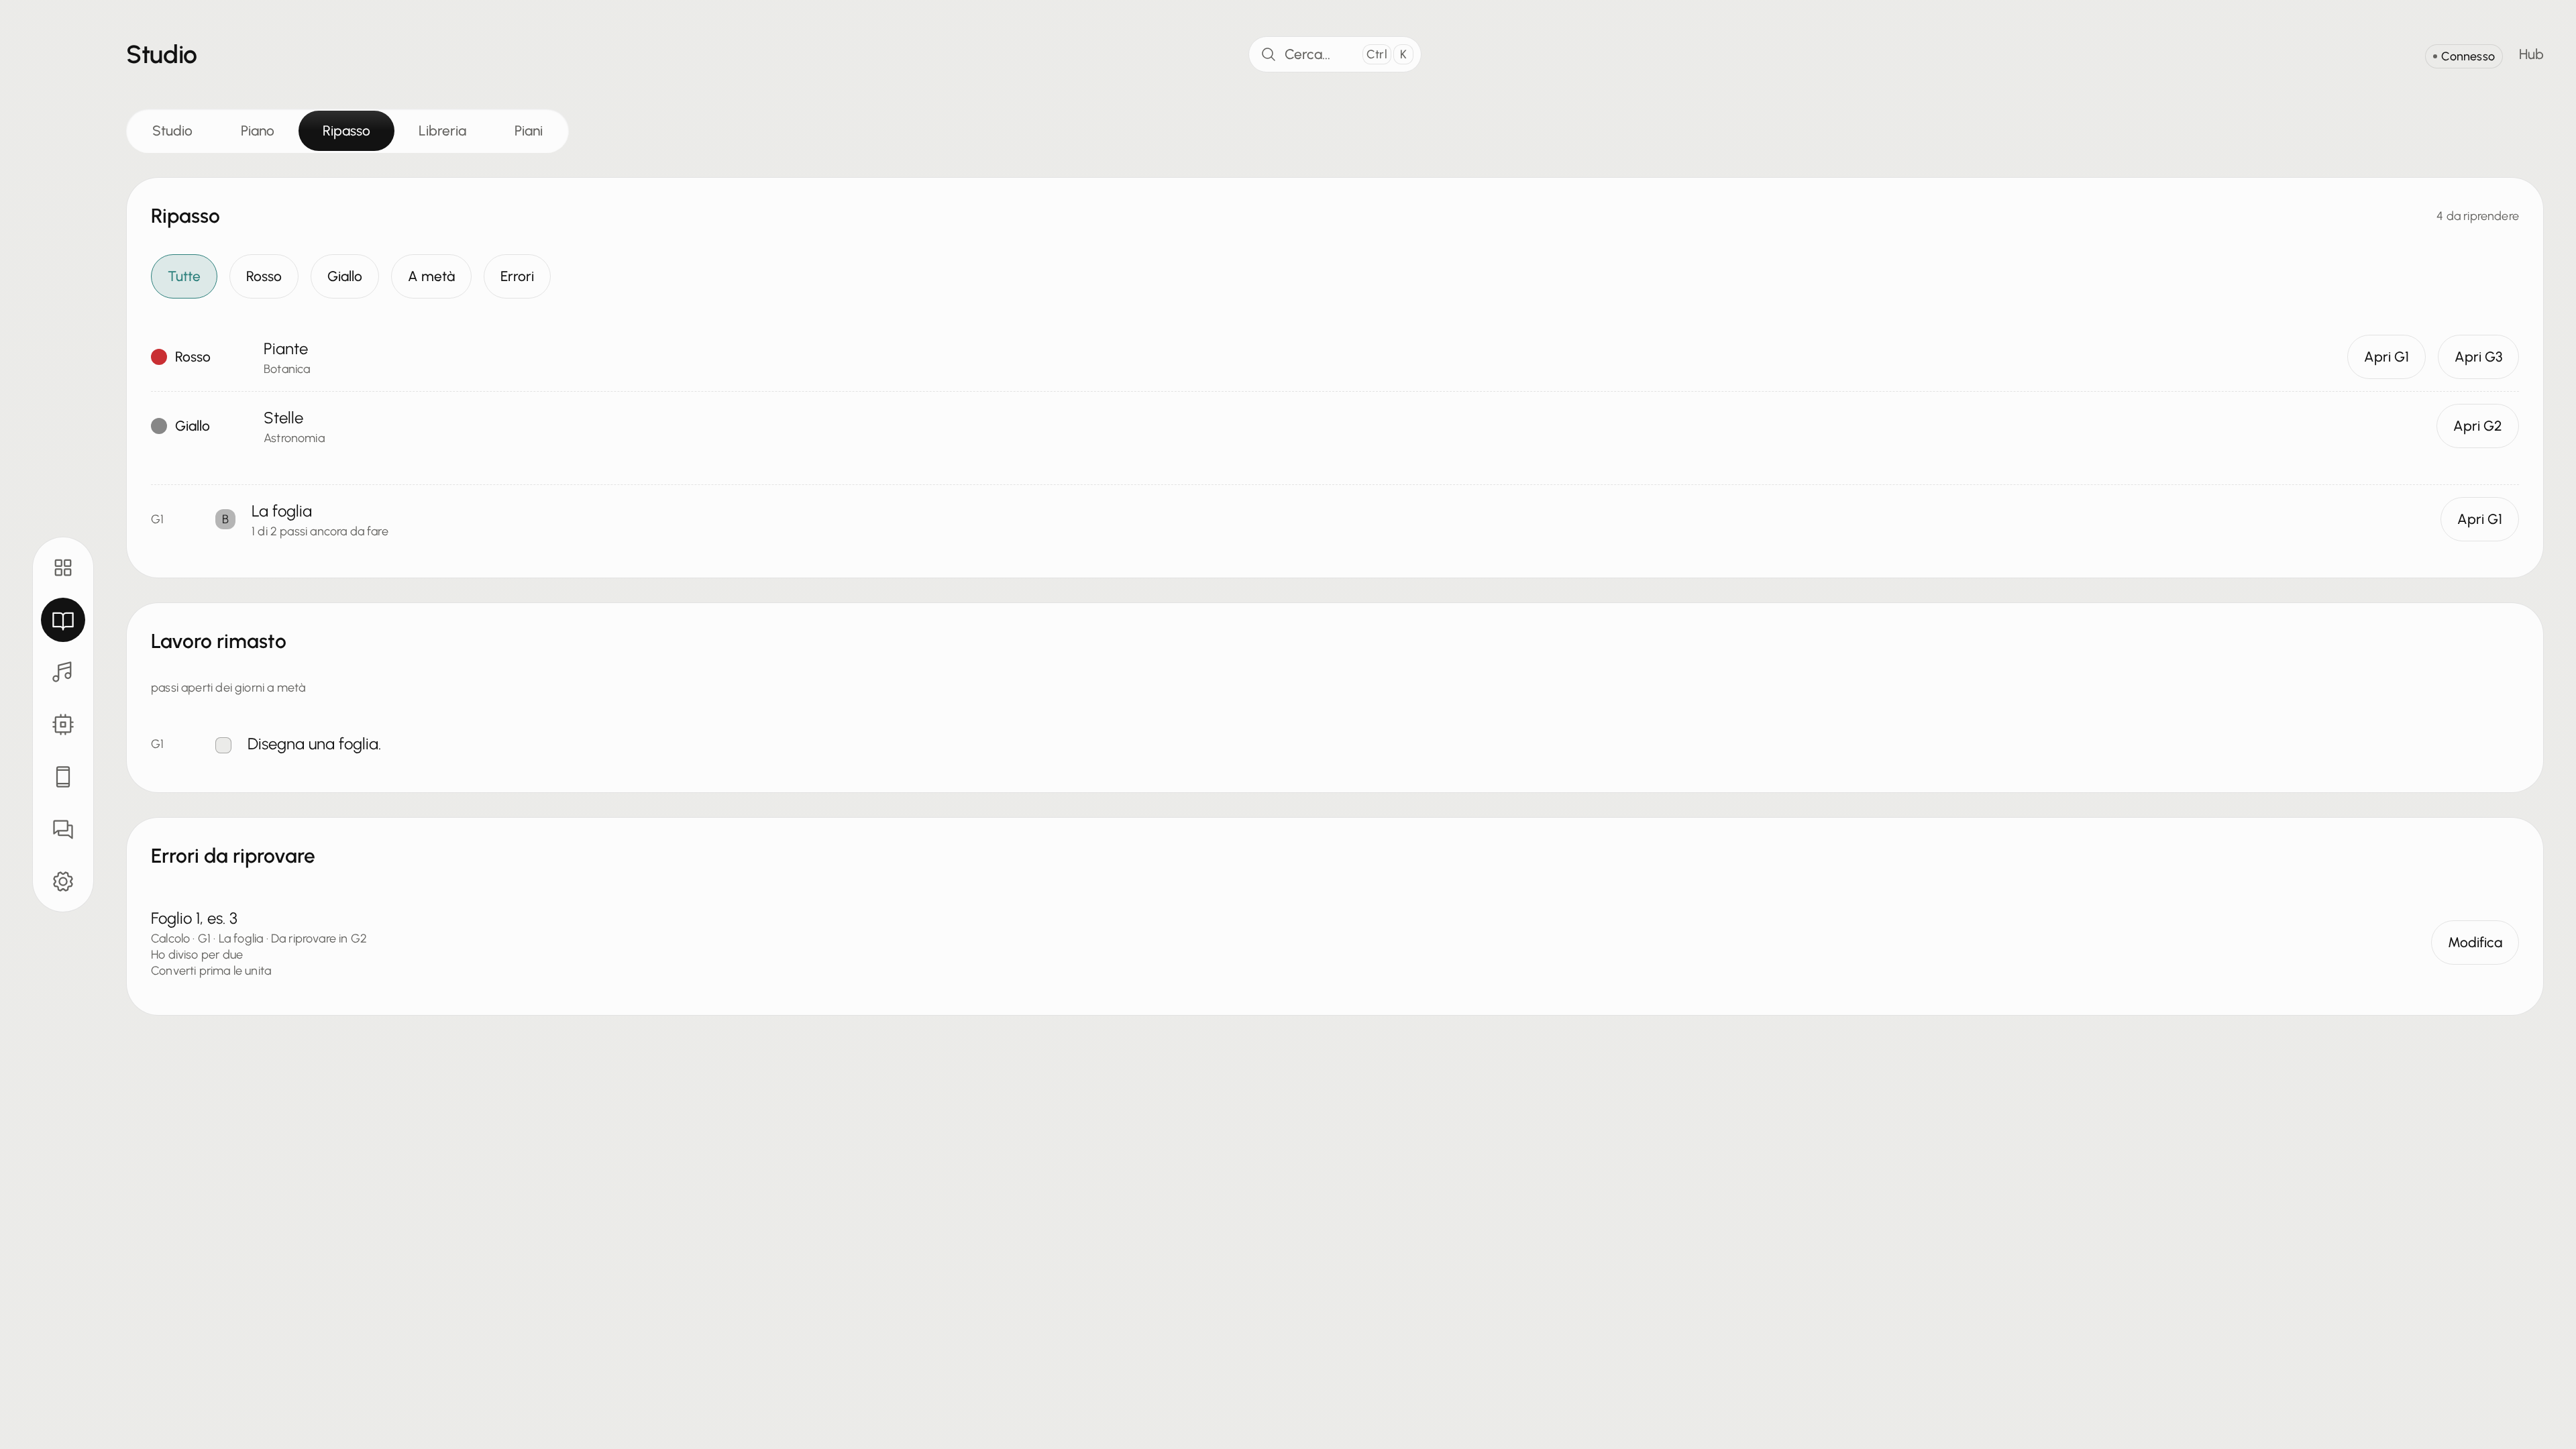 Studio
Cerca...
Ctrl K
Connesso
Hub
Studio
Piano
Ripasso
Libreria
Piani
Ripasso
4 da riprendere
Tutte
Rosso
Giallo
A metà
Errori
Rosso
Piante
Botanica
Apri G1
Apri G3
Giallo
Stelle
Astronomia
Apri G2
G1
B
La foglia
1 di 2 passi ancora da fare
Apri G1
Lavoro rimasto
passi aperti dei giorni a metà
G1
Disegna una foglia.
Errori da riprovare
Foglio 1, es. 3
Calcolo · G1 · La foglia · Da riprovare in G2
Ho diviso per due
Converti prima le unita
Modifica